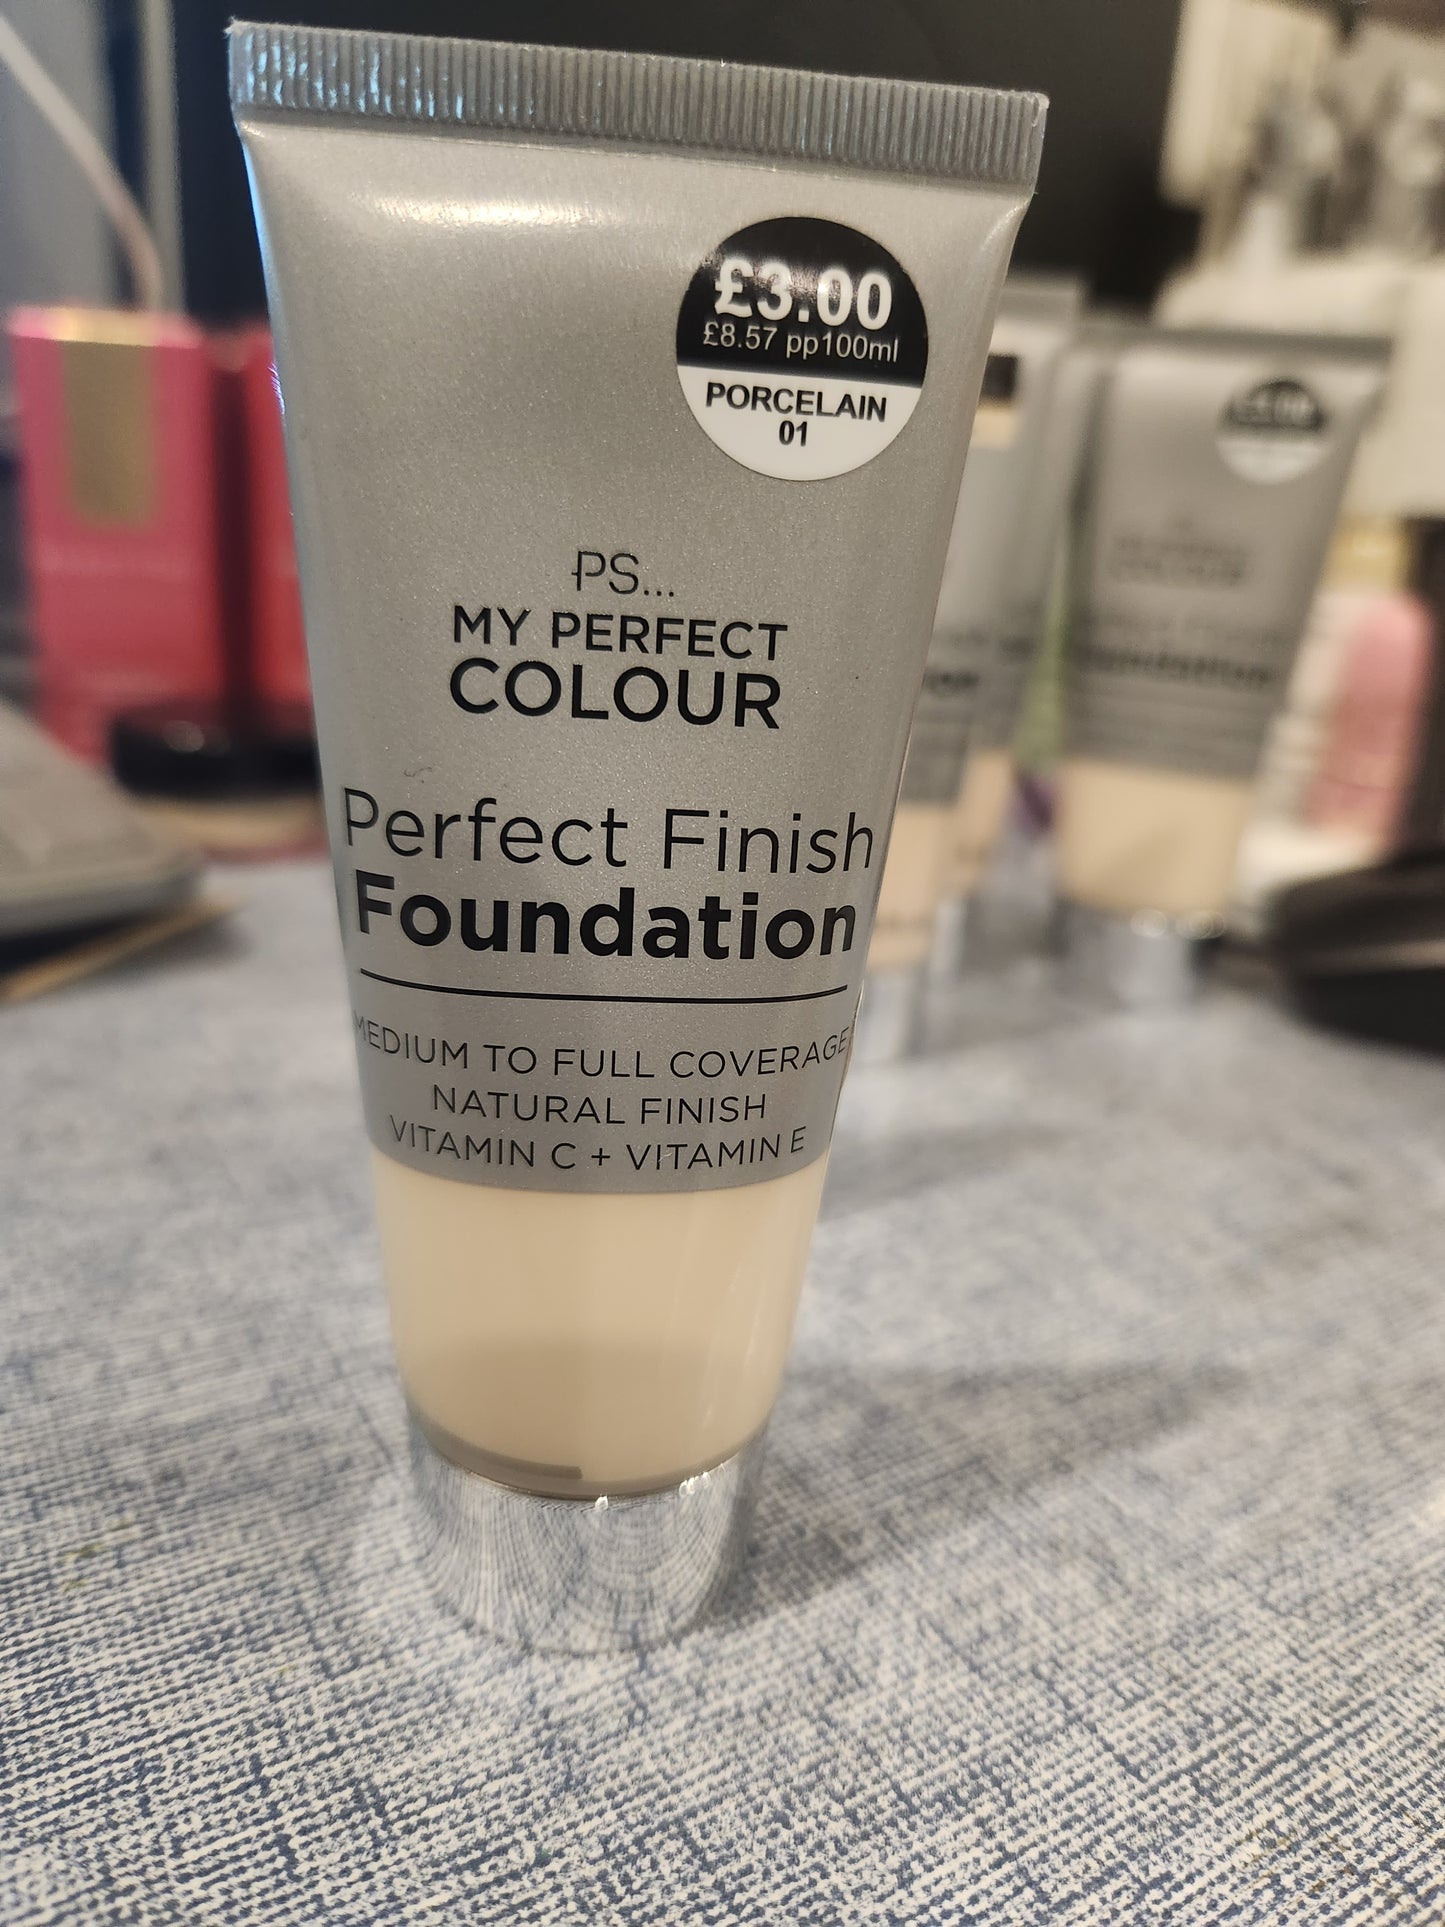 £3.00
£8.57 pp100ml
PORCELAIN
01
PS...
MY PERFECT
COLOUR
Perfect Finish
Foundation
MEDIUM TO FULL COVERAGE
NATURAL FINISH
VITAMIN C + VITAMIN E